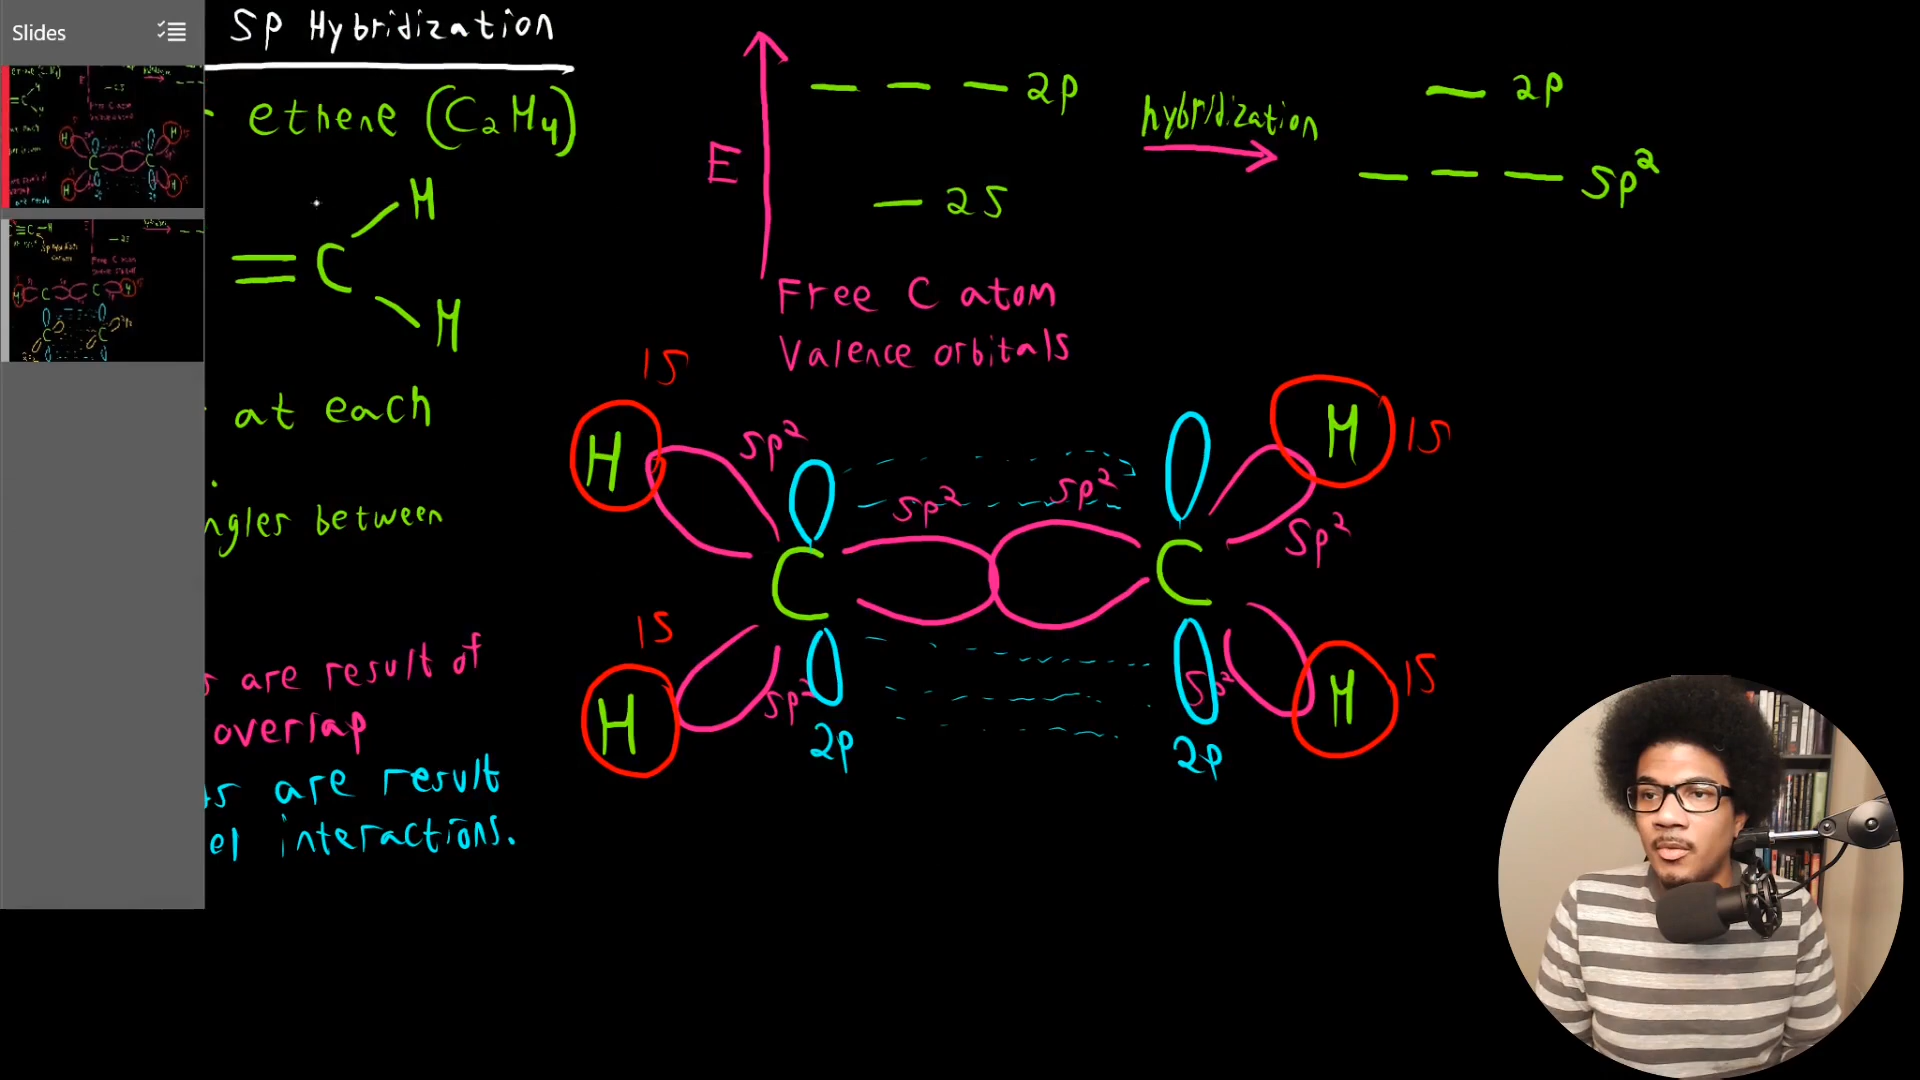 Slides
Sp Hybridization
ethene (C2H4)
H
=C
H
at each
ngles between
are result of
overlap
are result
el interactions.
E
2p
2S
Free C atom
Valence orbitals
hybridization
2p
Sp²
1S
H
Sp²
Sp²
Sp²
H
1S
C
C
Sp²
1S
H
Sp²
2p
Sp²
2p
H
1S